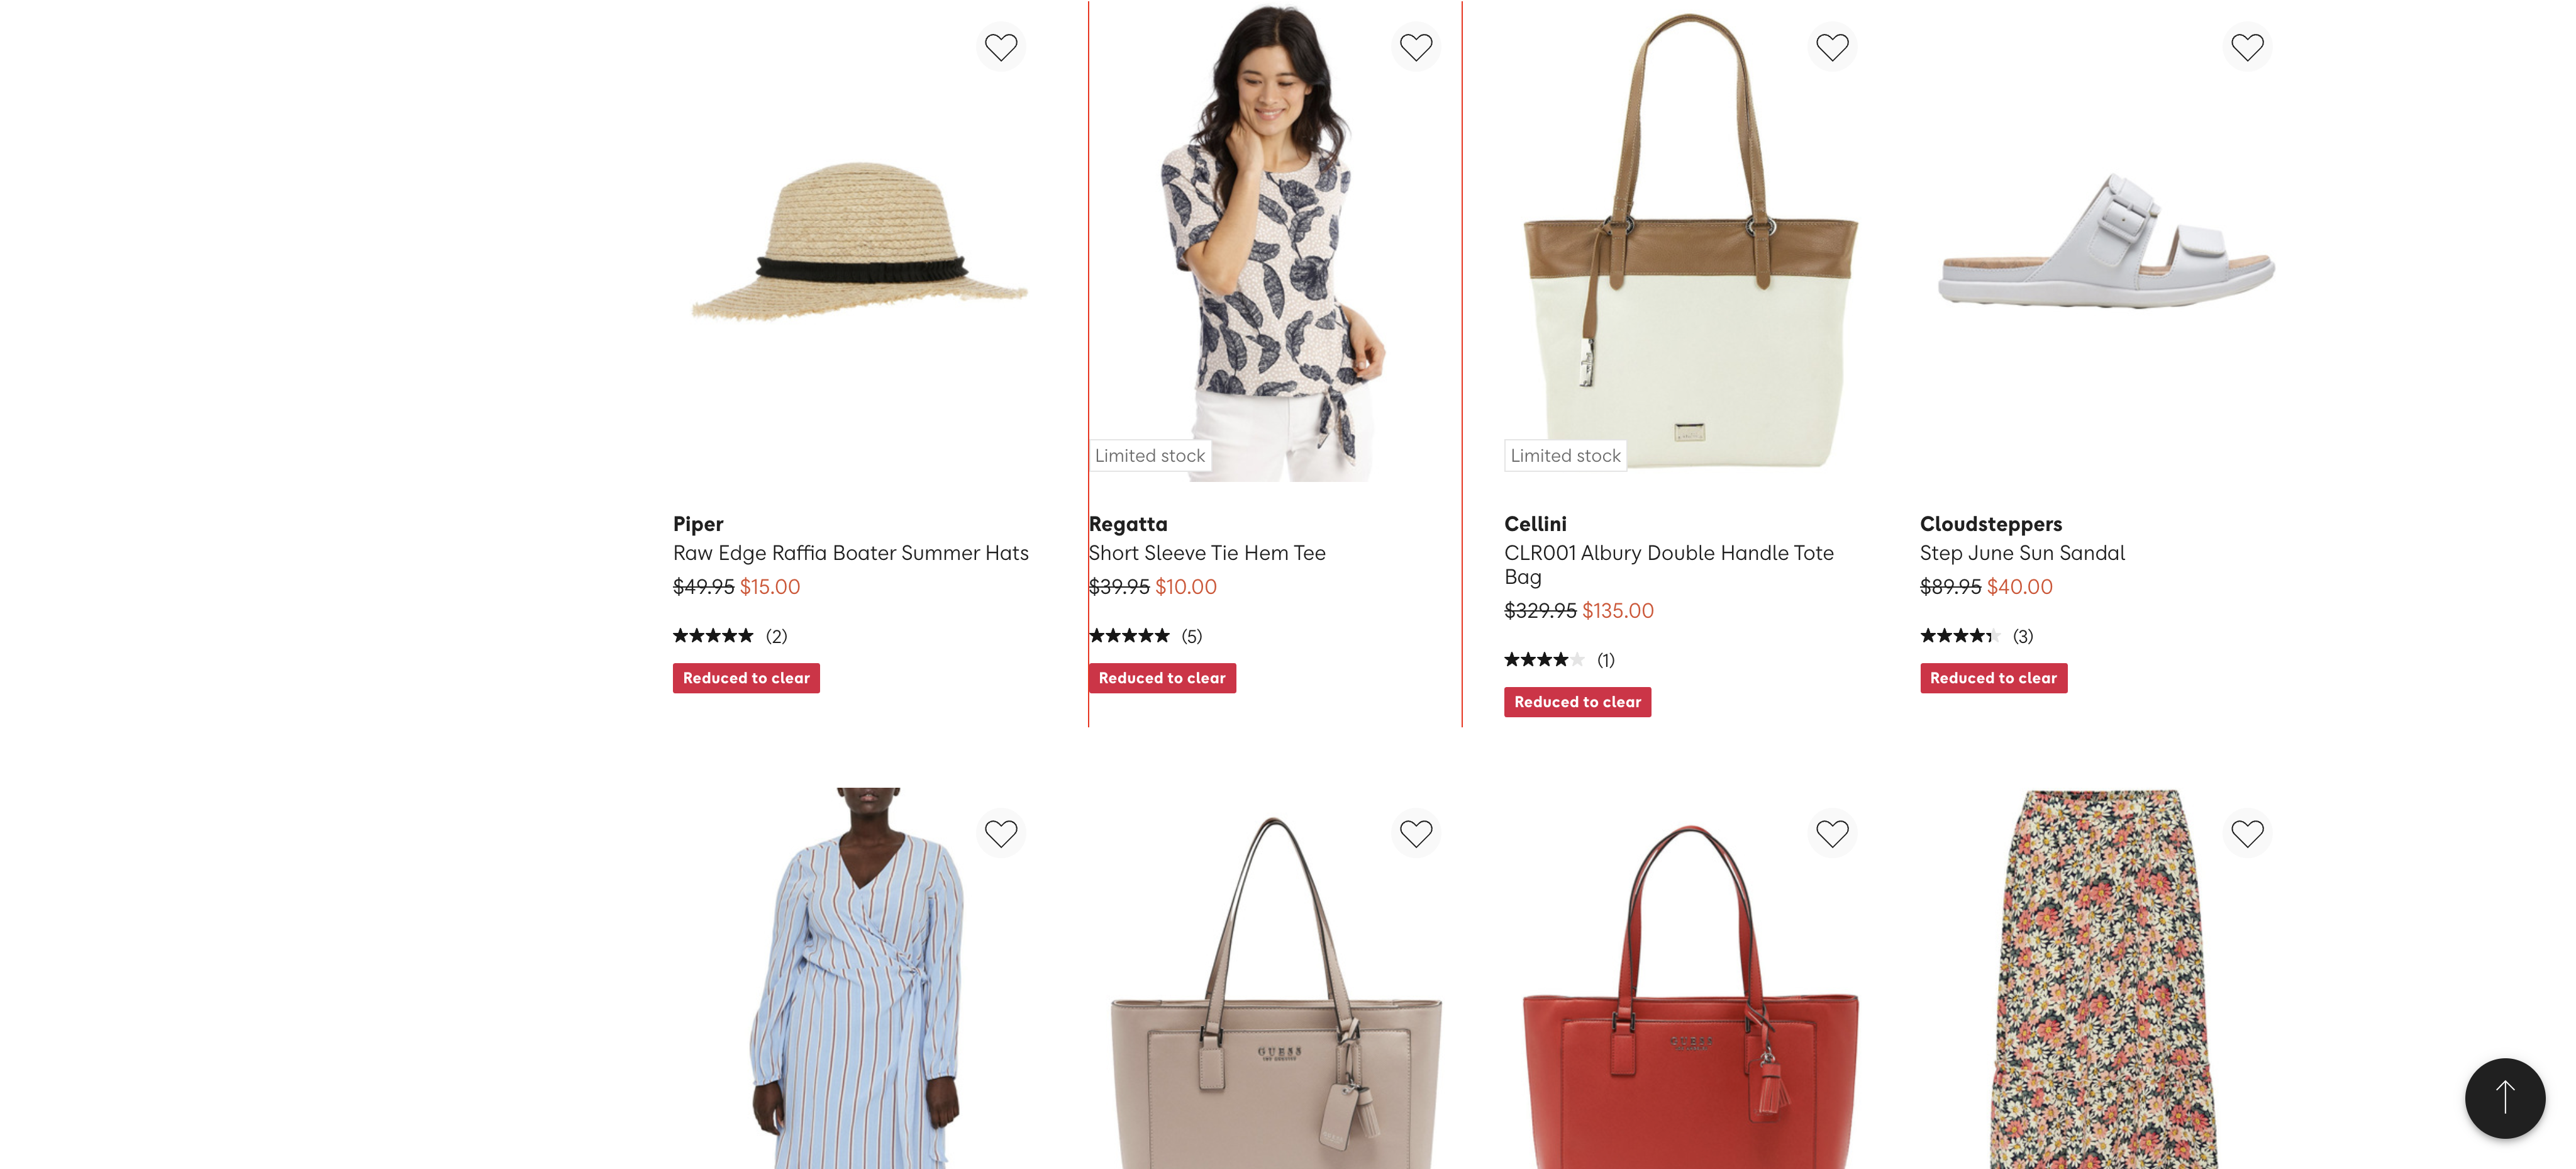 Limited stock
Limited stock
Piper
Raw Edge Raffia Boater Summer Hats
$49.95 $15.00
(2)
Reduced to clear
Regatta
Short Sleeve Tie Hem Tee
$39.95 $10.00
(5)
Reduced to clear
Cellini
CLR001 Albury Double Handle Tote
Bag
$329.95 $135.00
(1)
Reduced to clear
Cloudsteppers
Step June Sun Sandal
$89.95 $40.00
(3)
Reduced to clear
GUESS
GUESS